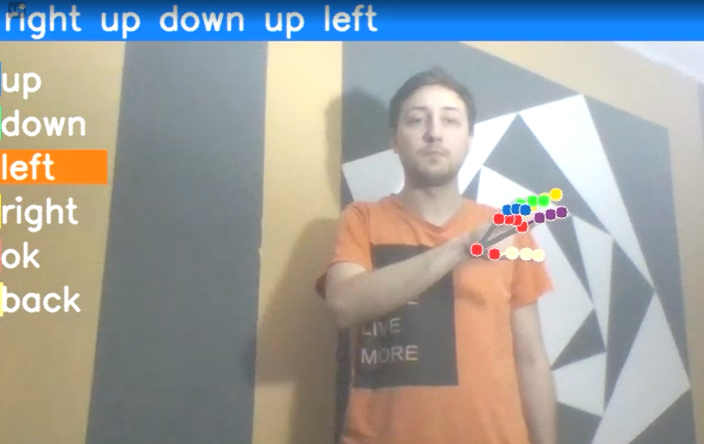 right up down up left
up
down
left
right
ok
back
LIVE
MORE